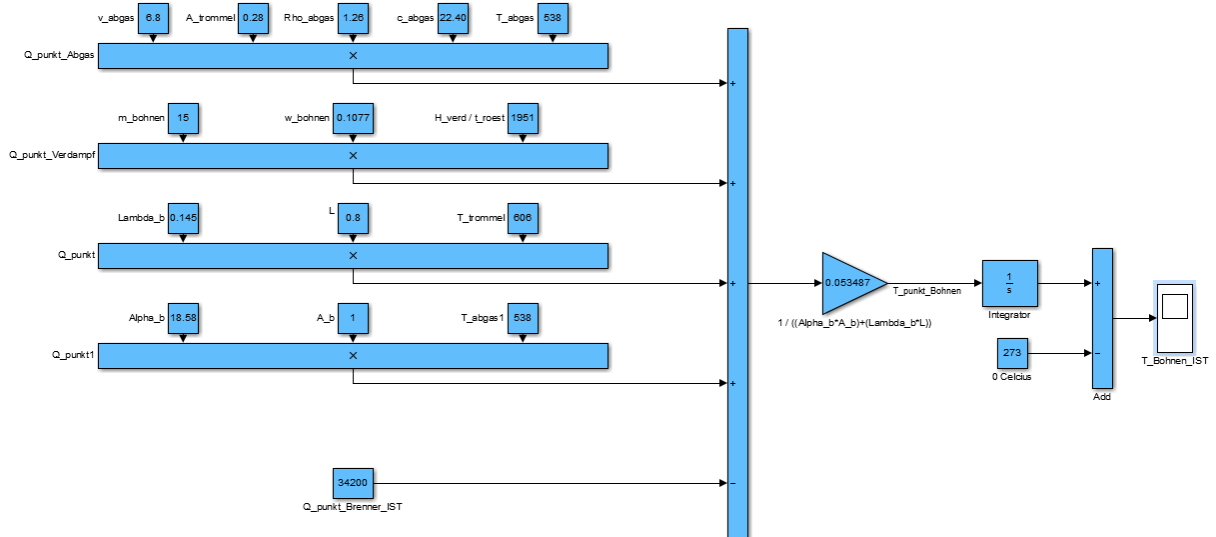 v_abgas 6.8 A_trommel 0.28 Rho_abgas 1.26 c_abgas 22.40 T_abgas 538
Q_punkt_Abgas ×
+
m_bohnen 15 w_bohnen 0.1077 H_verd / t_roest 1951
Q_punkt_Verdampf ×
+
Lambda_b 0.145 L 0.8 T_trommel 606
Q_punkt ×
+
0.053487
T_punkt_Bohnen
1
s
Integrator
+
1 / ((Alpha_b*A_b)+(Lambda_b*L))
Alpha_b 18.58 A_b 1 T_abgas1 538
Q_punkt1 ×
+
273
0 Celcius
−
Add
T_Bohnen_IST
34200
−
Q_punkt_Brenner_IST